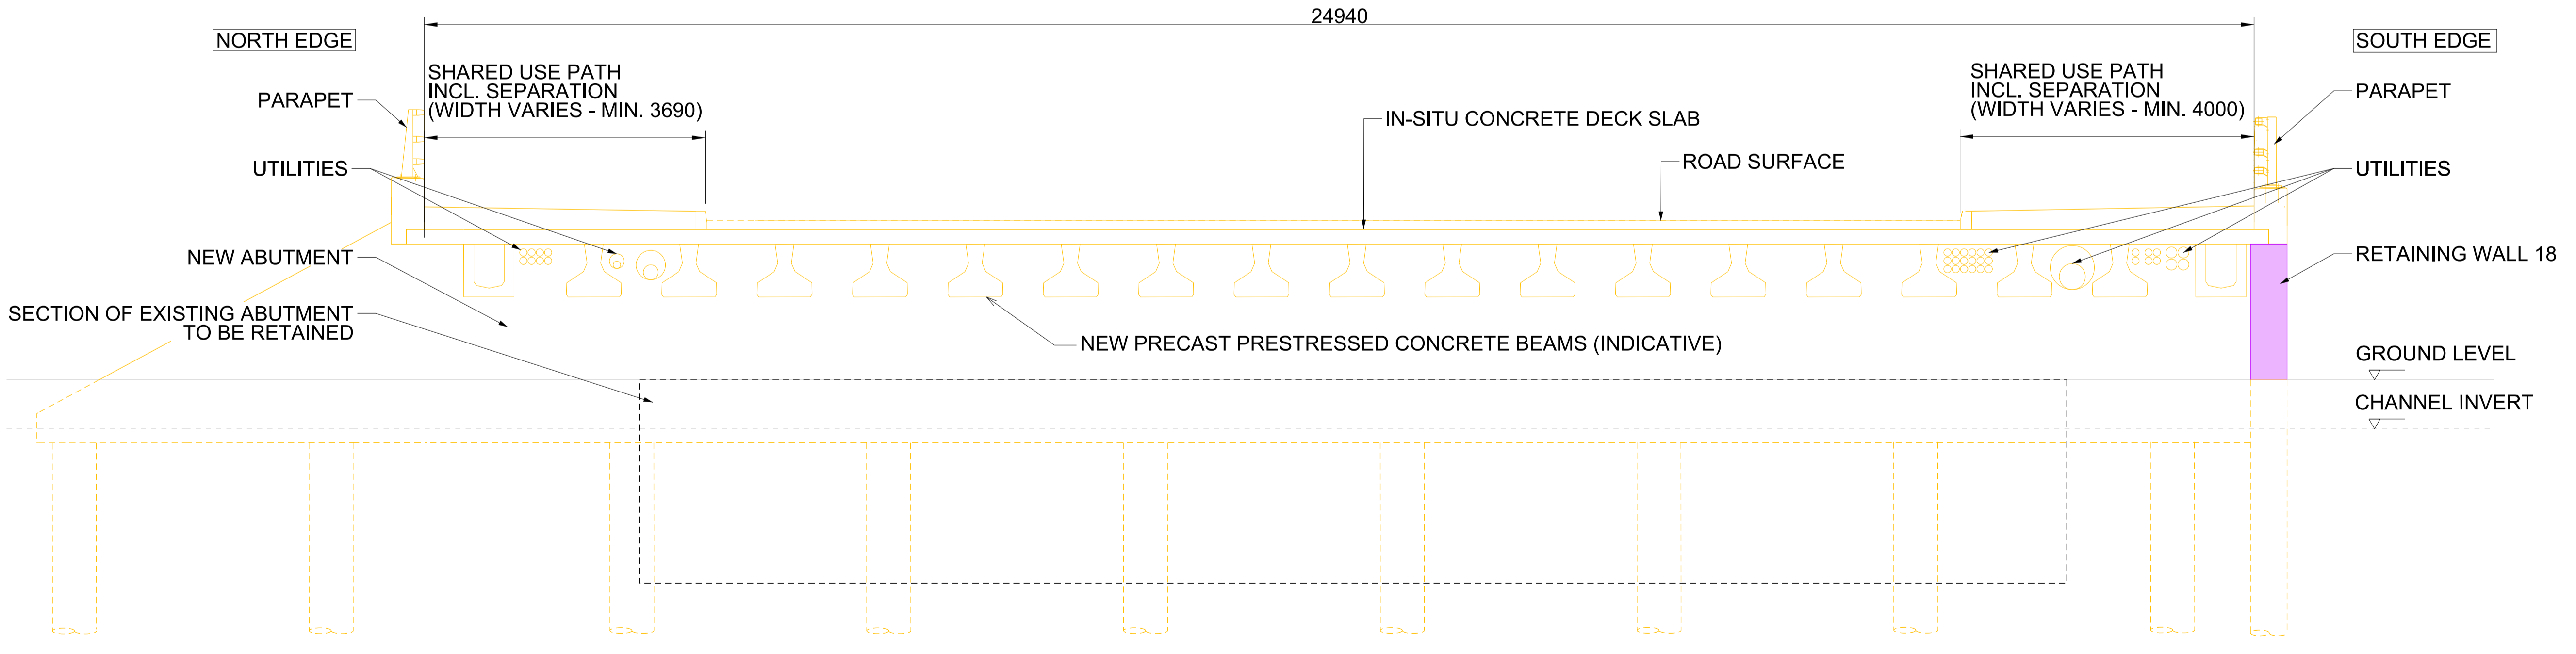 24940
NORTH EDGE
SOUTH EDGE
SHARED USE PATH
INCL. SEPARATION
(WIDTH VARIES - MIN. 3690)
SHARED USE PATH
INCL. SEPARATION
(WIDTH VARIES - MIN. 4000)
PARAPET
PARAPET
IN-SITU CONCRETE DECK SLAB
ROAD SURFACE
UTILITIES
UTILITIES
NEW ABUTMENT
RETAINING WALL 18
SECTION OF EXISTING ABUTMENT
TO BE RETAINED
NEW PRECAST PRESTRESSED CONCRETE BEAMS (INDICATIVE)
GROUND LEVEL
CHANNEL INVERT